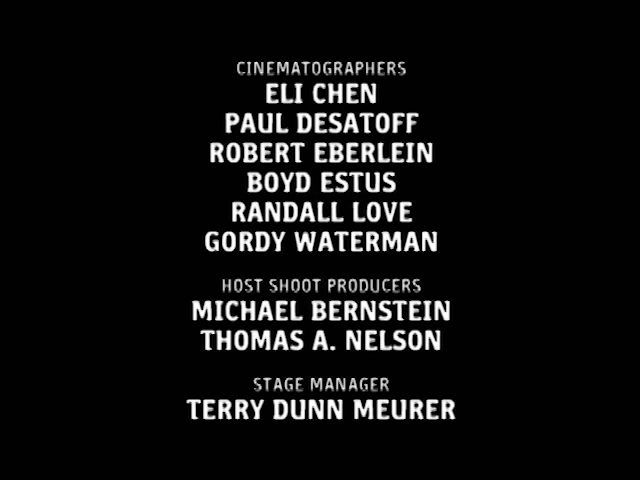 CINEMATOGRAPHERS
ELI CHEN
PAUL DESATOFF
ROBERT EBERLEIN
BOYD ESTUS
RANDALL LOVE
GORDY WATERMAN
HOST SHOOT PRODUCERS
MICHAEL BERNSTEIN
THOMAS A. NELSON
STAGE MANAGER
TERRY DUNN MEURER